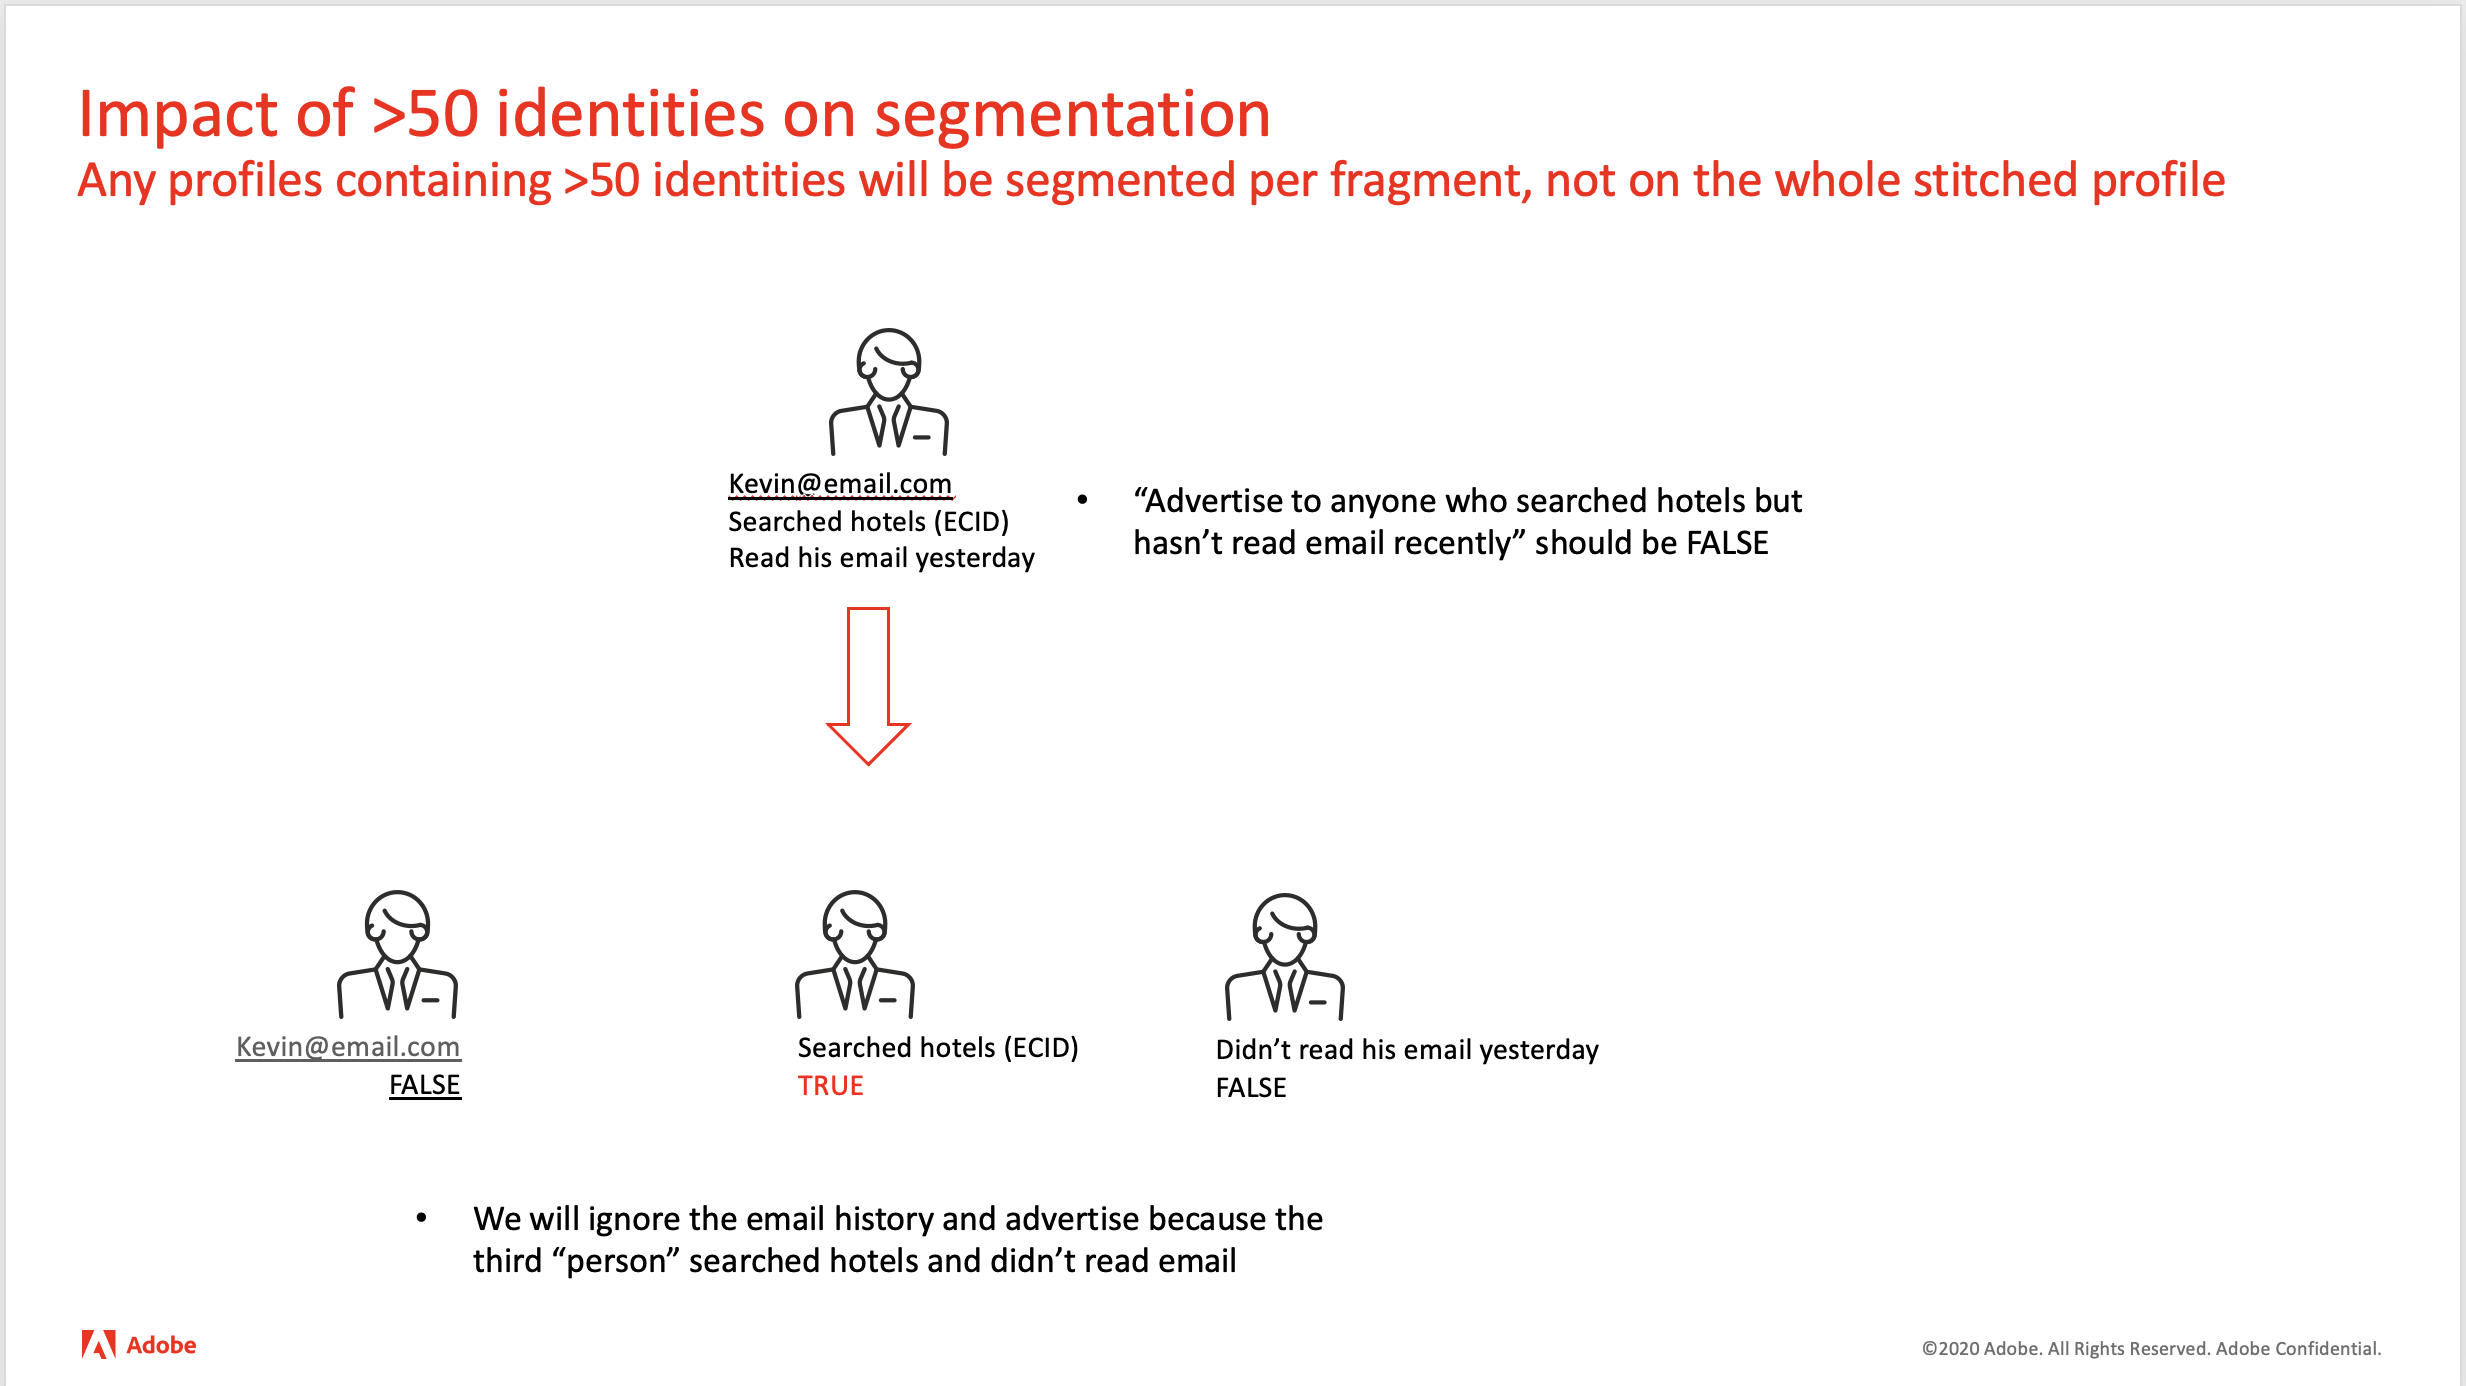 Impact of >50 identities on segmentation
Any profiles containing >50 identities will be segmented per fragment, not on the whole stitched profile
Kevin@email.com
Searched hotels (ECID)
Read his email yesterday
• “Advertise to anyone who searched hotels but
hasn’t read email recently” should be FALSE
Kevin@email.com
FALSE
Searched hotels (ECID)
TRUE
Didn’t read his email yesterday
FALSE
• We will ignore the email history and advertise because the
third “person” searched hotels and didn’t read email
Adobe
©2020 Adobe. All Rights Reserved. Adobe Confidential.